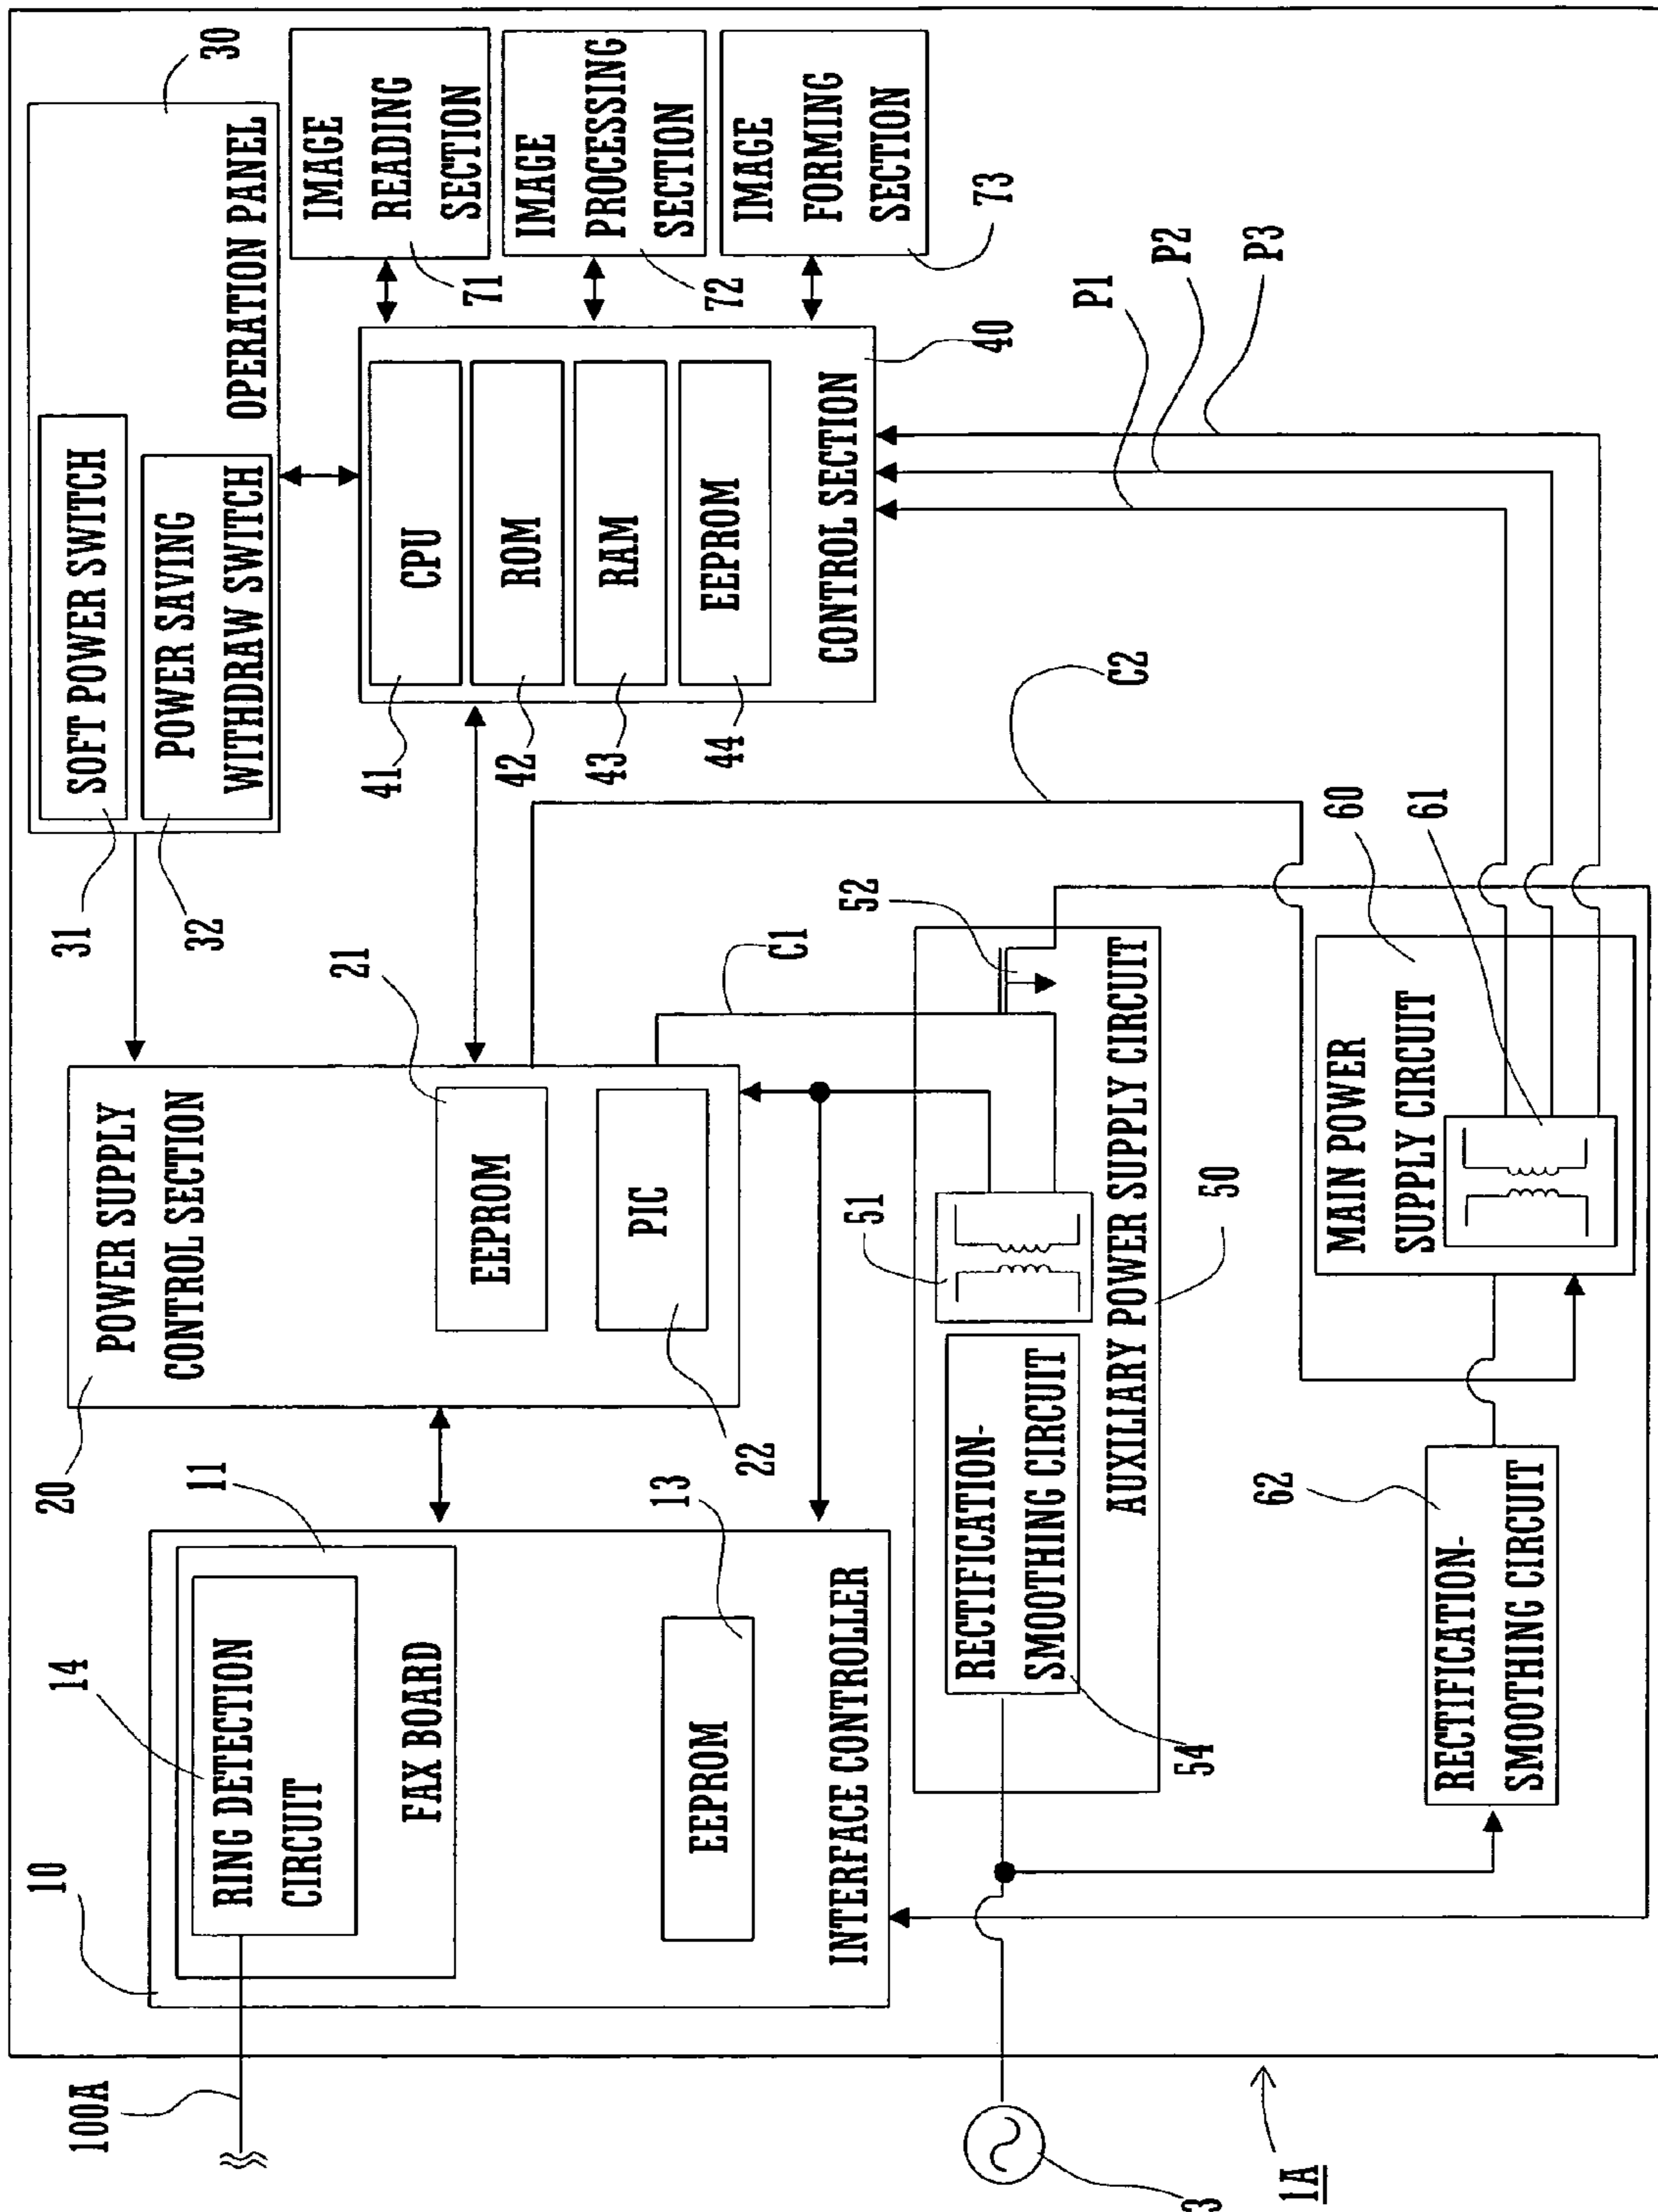 100A
10
14
RING DETECTION
CIRCUIT
11
FAX BOARD
13
EEPROM
INTERFACE CONTROLLER
20
POWER SUPPLY
CONTROL SECTION
21
EEPROM
22
PIC
31
SOFT POWER SWITCH
32
POWER SAVING
WITHDRAW SWITCH
OPERATION PANEL
30
41
CPU
42
ROM
43
RAM
44
EEPROM
CONTROL SECTION
40
IMAGE
READING
SECTION
71
IMAGE
PROCESSING
SECTION
72
IMAGE
FORMING
SECTION
73
P1
P2
P3
C1
C2
3
RECTIFICATION-
SMOOTHING CIRCUIT
54
51
52
AUXILIARY POWER SUPPLY CIRCUIT
50
62
RECTIFICATION-
SMOOTHING CIRCUIT
MAIN POWER
SUPPLY CIRCUIT
60
61
1A